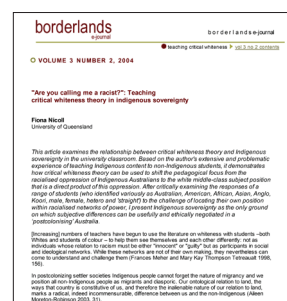 borderlands
e-journal
b o r d e r l a n d s e-journal
teaching critical whiteness vol 3 no 2 contents
VOLUME 3 NUMBER 2, 2004
"Are you calling me a racist?": Teaching
critical whiteness theory in indigenous sovereignty
Fiona Nicoll
University of Queensland
This article examines the relationship between critical whiteness theory and Indigenous
sovereignty in the university classroom. Based on the author's extensive and problematic
experience of teaching Indigenous content to non-Indigenous students, it demonstrates
how critical whiteness theory can be used to shift the pedagogical focus from the
racialised oppression of Indigenous Australians to the white middle-class subject position
that is a direct product of this oppression. After critically examining the responses of a
range of students (who identified variously as Australian, American, African, Asian, Anglo,
Koori, male, female, hetero and 'straight') to the challenge of locating their own position
within racialised networks of power, I present Indigenous sovereignty as the only ground
on which subjective differences can be usefully and ethically negotiated in a
'postcolonising' Australia.
[Increasing] numbers of teachers have begun to use the literature on whiteness with students –both
Whites and students of colour – to help them see themselves and each other differently: not as
individuals whose relation to racism must be either "innocent" or "guilty" but as participants in social
and ideological networks. While these networks are not of their own making, they nevertheless can
come to understand and challenge them (Frances Maher and Mary Kay Thompson Tetreault 1998,
156).
In postcolonizing settler societies Indigenous people cannot forget the nature of migrancy and we
position all non-Indigenous people as migrants and diasporic. Our ontological relation to land, the
ways that country is constitutive of us, and therefore the inalienable nature of our relation to land,
marks a radical, indeed incommensurable, difference between us and the non-Indigenous (Aileen
Moreton-Robinson 2003, 31).